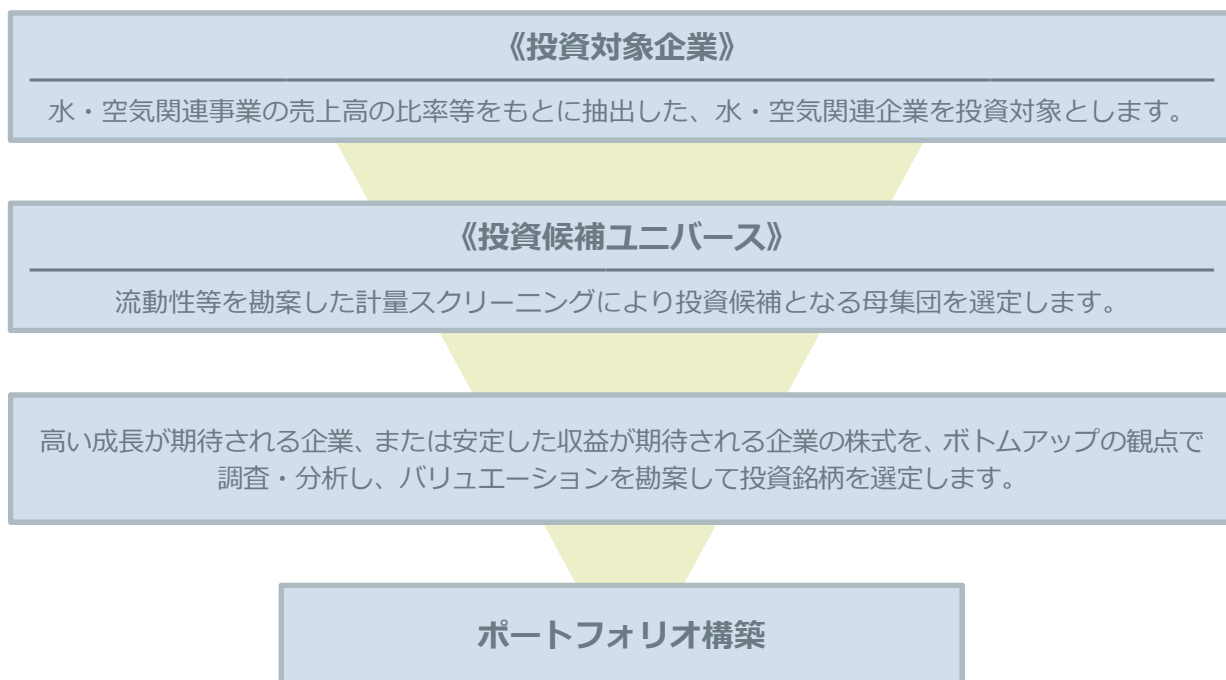 《投資対象企業》
水・空気関連事業の売上高の比率等をもとに抽出した、水・空気関連企業を投資対象とします。
《投資候補ユニバース》
流動性等を勘案した計量スクリーニングにより投資候補となる母集団を選定します。
高い成長が期待される企業、または安定した収益が期待される企業の株式を、ボトムアップの観点で
調査・分析し、バリュエーションを勘案して投資銘柄を選定します。
ポートフォリオ構築